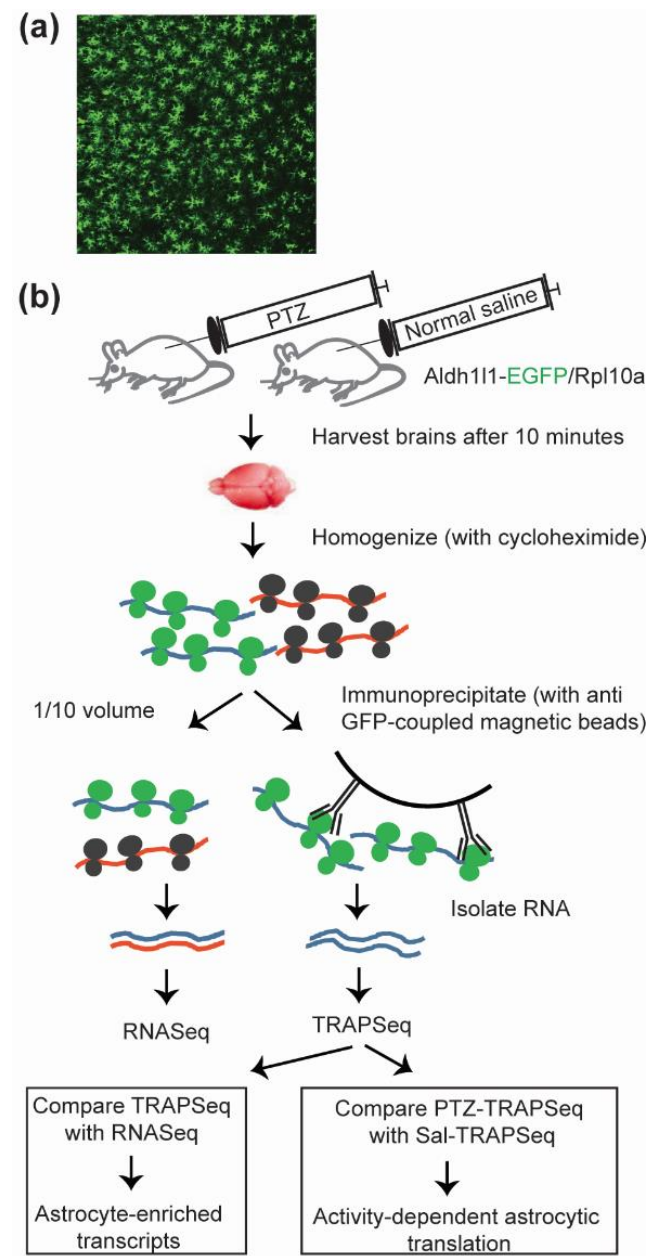 (a)
(b)
PTZ
Normal saline
Aldh1l1-EGFP/Rpl10a
Harvest brains after 10 minutes
Homogenize (with cycloheximide)
1/10 volume
Immunoprecipitate (with anti
GFP-coupled magnetic beads)
Isolate RNA
RNASeq
TRAPSeq
Compare TRAPSeq
with RNASeq
Astrocyte-enriched
transcripts
Compare PTZ-TRAPSeq
with Sal-TRAPSeq
Activity-dependent astrocytic
translation